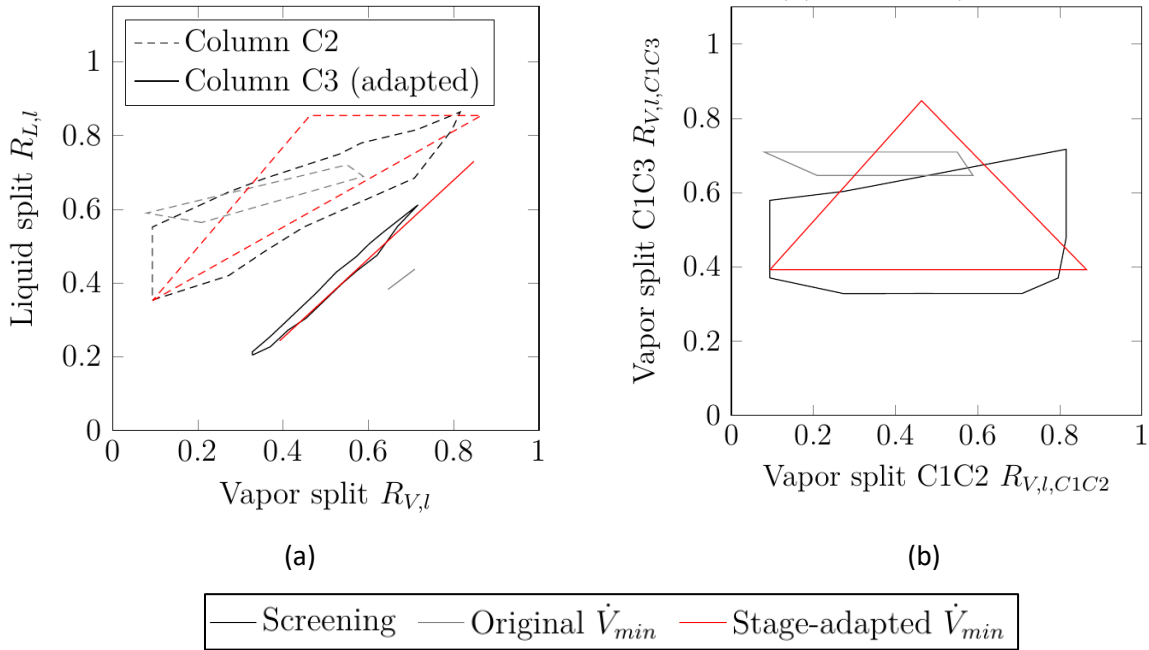 Column C2
Column C3 (adapted)
Liquid split R_{L,l}
1
0.8
0.6
0.4
0.2
0
0 0.2 0.4 0.6 0.8 1
Vapor split R_{V,l}
(a)
Vapor split C1C3 R_{V,l,C1C3}
1
0.8
0.6
0.4
0.2
0
0 0.2 0.4 0.6 0.8 1
Vapor split C1C2 R_{V,l,C1C2}
(b)
Screening Original V̇_{min} Stage-adapted V̇_{min}